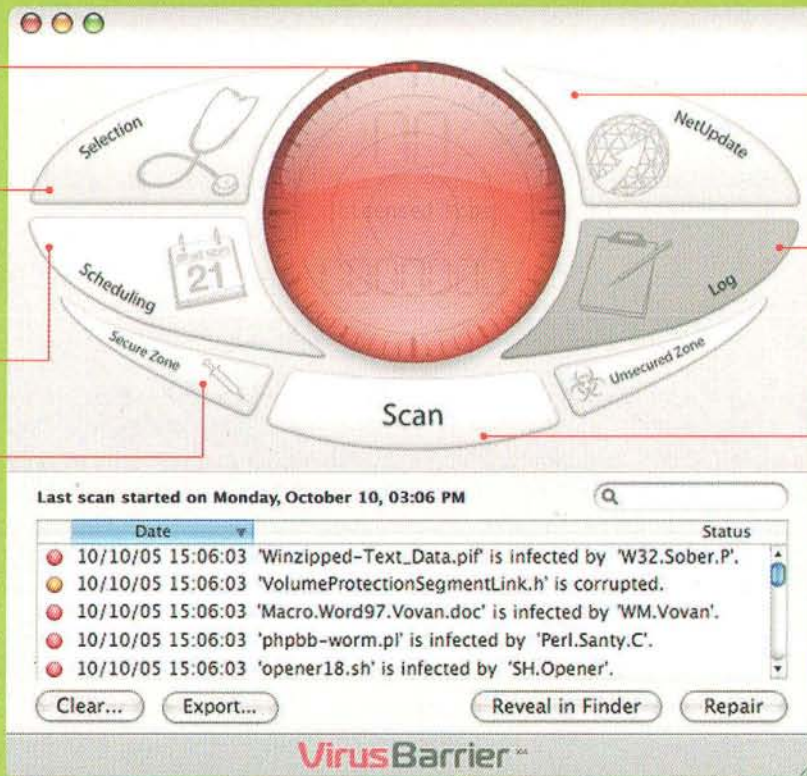 Selection
NetUpdate
21
Scheduling
Log
Secure Zone
Unsecured Zone
Scan
Last scan started on Monday, October 10, 03:06 PM
Date Status
10/10/05 15:06:03 'Winzipped-Text_Data.pif' is infected by 'W32.Sober.P'.
10/10/05 15:06:03 'VolumeProtectionSegmentLink.h' is corrupted.
10/10/05 15:06:03 'Macro.Word97.Vovan.doc' is infected by 'WM.Vovan'.
10/10/05 15:06:03 'phpbb-worm.pl' is infected by 'Perl.Santy.C'.
10/10/05 15:06:03 'opener18.sh' is infected by 'SH.Opener'.
Clear... Export... Reveal in Finder Repair
VirusBarrier X4